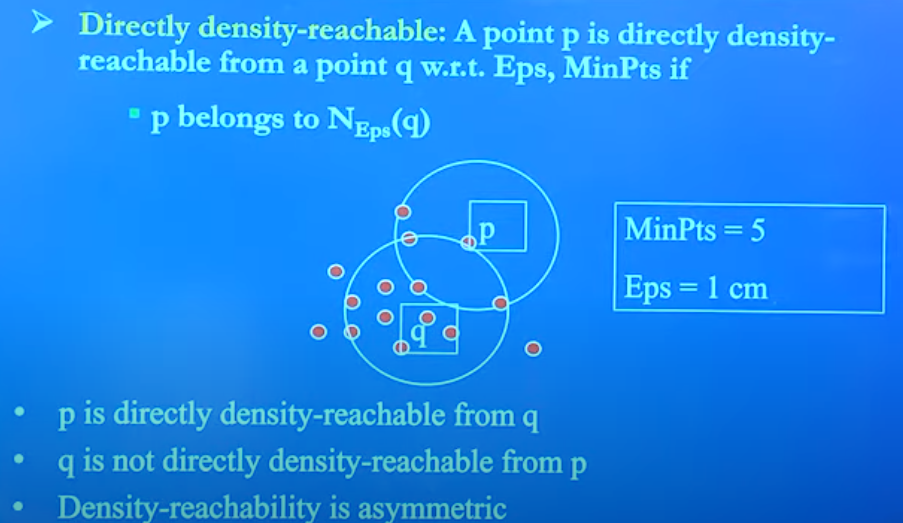 Directly density-reachable: A point p is directly density-
reachable from a point q w.r.t. Eps, MinPts if
p belongs to NEps(q)
p
MinPts = 5
Eps = 1 cm
q
p is directly density-reachable from q
q is not directly density-reachable from p
Density-reachability is asymmetric